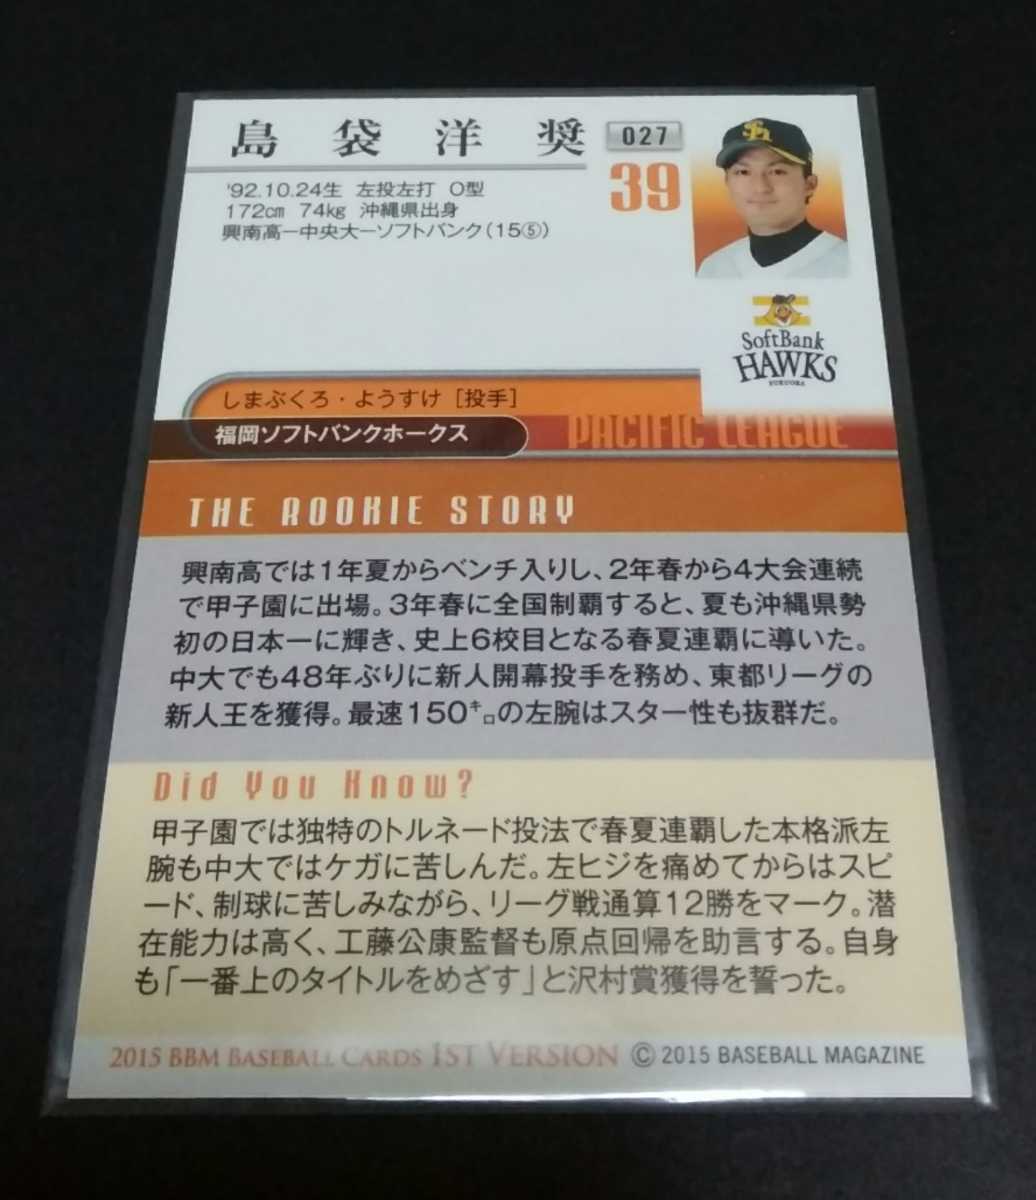 島袋洋奨
027
39
'92.10.24生 左投左打 O型
172cm 74kg 沖縄県出身
興南高ー中央大ーソフトバンク(15⑤)
SoftBank
HAWKS
FUKUOKA
しまぶくろ・ようすけ [投手]
福岡ソフトバンクホークス
PACIFIC LEAGUE
THE ROOKIE STORY
興南高では1年夏からベンチ入りし、2年春から4大会連続
で甲子園に出場。3年春に全国制覇すると、夏も沖縄県勢
初の日本一に輝き、史上6校目となる春夏連覇に導いた。
中大でも48年ぶりに新人開幕投手を務め、東都リーグの
新人王を獲得。最速150㌔の左腕はスター性も抜群だ。
Did You Know?
甲子園では独特のトルネード投法で春夏連覇した本格派左
腕も中大ではケガに苦しんだ。左ヒジを痛めてからはスピ
ード、制球に苦しみながら、リーグ戦通算12勝をマーク。潜
在能力は高く、工藤公康監督も原点回帰を助言する。自身
も「一番上のタイトルをめざす」と沢村賞獲得を誓った。
2015 BBM BASEBALL CARDS 1ST VERSION © 2015 BASEBALL MAGAZINE